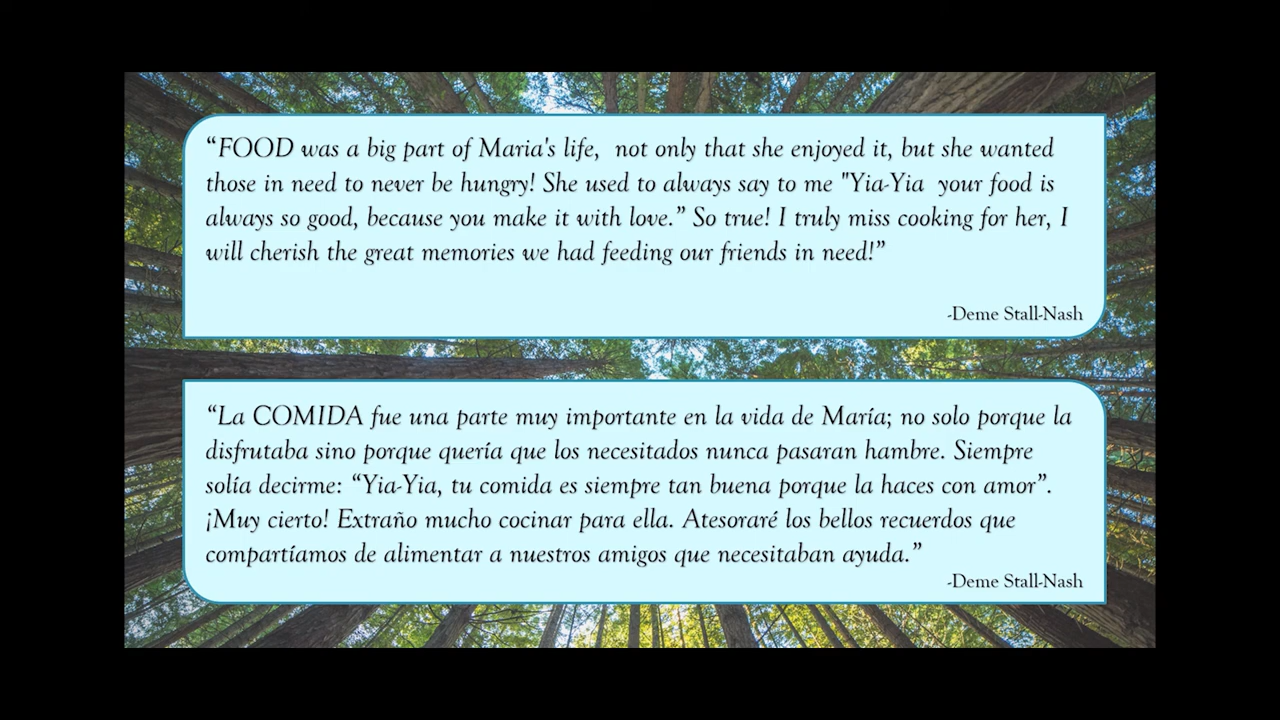 “FOOD was a big part of Maria's life,  not only that she enjoyed it, but she wanted
those in need to never be hungry! She used to always say to me "Yia-Yia  your food is
always so good, because you make it with love.” So true! I truly miss cooking for her, I
will cherish the great memories we had feeding our friends in need!”
-Deme Stall-Nash
“La COMIDA fue una parte muy importante en la vida de María; no solo porque la
disfrutaba sino porque quería que los necesitados nunca pasaran hambre. Siempre
solía decirme: “Yia-Yia, tu comida es siempre tan buena porque la haces con amor”.
¡Muy cierto! Extraño mucho cocinar para ella. Atesoraré los bellos recuerdos que
compartíamos de alimentar a nuestros amigos que necesitaban ayuda.”
-Deme Stall-Nash